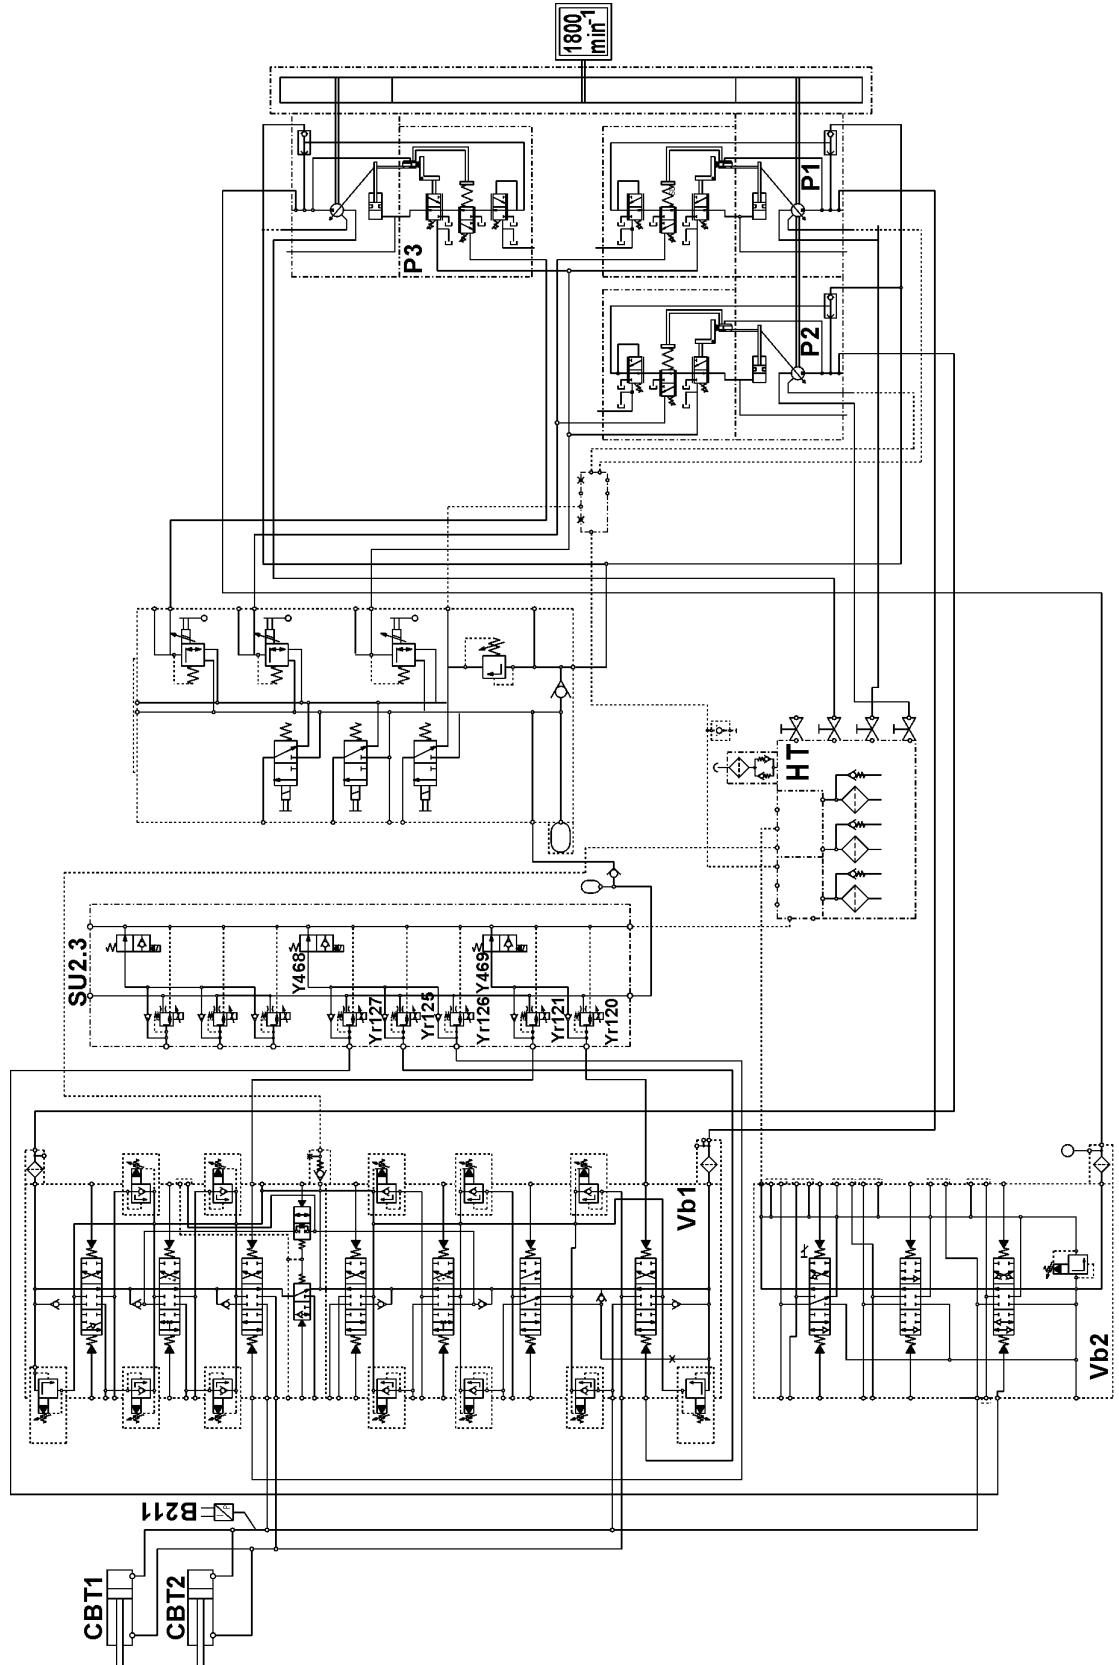 1800
min-1
P1
P3
P2
HT
SU2.3
Y468
Y469
Yr127
Yr125
Yr126
Yr121
Yr120
Vb1
Vb2
B211
CBT1
CBT2